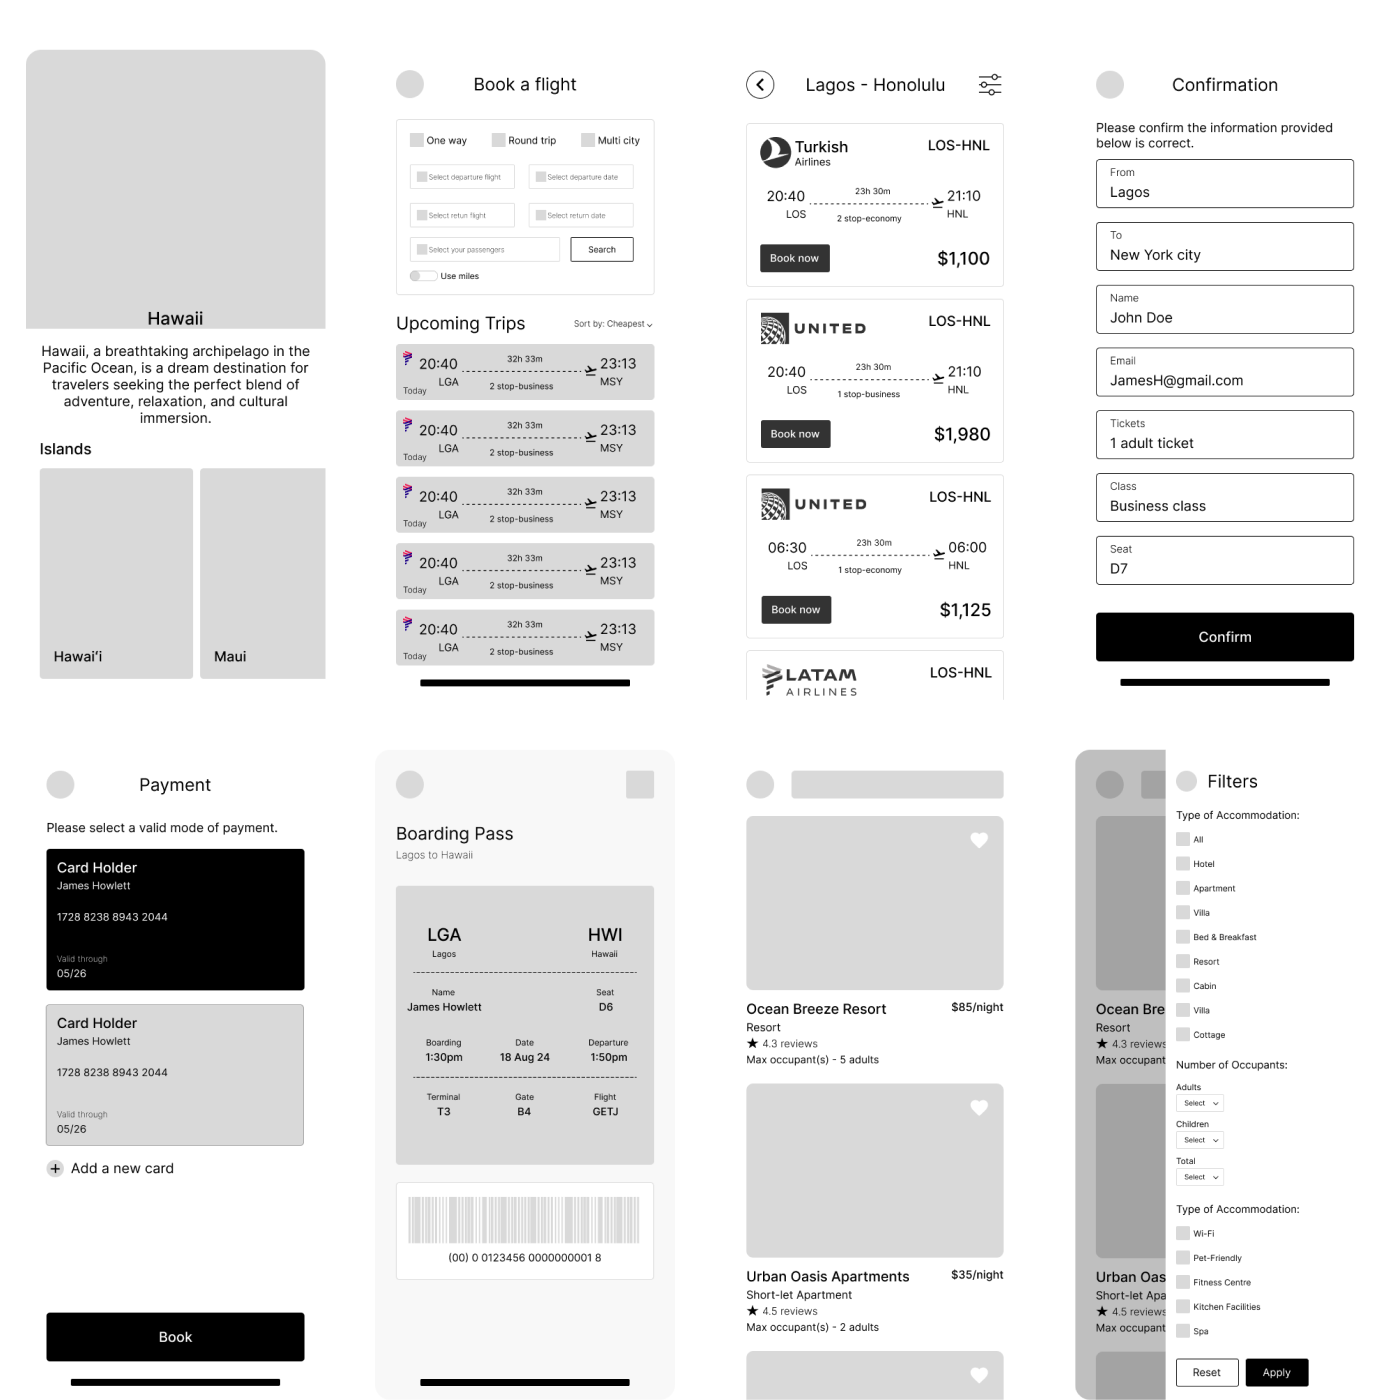 Hawaii
Hawaii, a breathtaking archipelago in the
Pacific Ocean, is a dream destination for
travelers seeking the perfect blend of
adventure, relaxation, and cultural
immersion.
Islands
Hawai'i
Maui
Book a flight
One way
Round trip
Multi city
Select departure flight
Select departure date
Select retun flight
Select return date
Select your passengers
Search
Use miles
Upcoming Trips
Sort by: Cheapest
20:40
32h 33m
23:13
LGA
2 stop-business
MSY
Today
20:40
32h 33m
23:13
LGA
2 stop-business
MSY
Today
20:40
32h 33m
23:13
LGA
2 stop-business
MSY
Today
20:40
32h 33m
23:13
LGA
2 stop-business
MSY
Today
20:40
32h 33m
23:13
LGA
2 stop-business
MSY
Today
Lagos - Honolulu
Turkish
Airlines
LOS-HNL
20:40
23h 30m
21:10
LOS
2 stop-economy
HNL
Book now
$1,100
UNITED
LOS-HNL
20:40
23h 30m
21:10
LOS
1 stop-business
HNL
Book now
$1,980
UNITED
LOS-HNL
06:30
23h 30m
06:00
LOS
1 stop-economy
HNL
Book now
$1,125
LATAM
AIRLINES
LOS-HNL
Confirmation
Please confirm the information provided
below is correct.
From
Lagos
To
New York city
Name
John Doe
Email
JamesH@gmail.com
Tickets
1 adult ticket
Class
Business class
Seat
D7
Confirm
Payment
Please select a valid mode of payment.
Card Holder
James Howlett
1728 8238 8943 2044
Valid through
05/26
Card Holder
James Howlett
1728 8238 8943 2044
Valid through
05/26
+ Add a new card
Book
Boarding Pass
Lagos to Hawaii
LGA
HWI
Lagos
Hawaii
Name
Seat
James Howlett
D6
Boarding
Date
Departure
1:30pm
18 Aug 24
1:50pm
Terminal
Gate
Flight
T3
B4
GETJ
(00) 0 0123456 0000000001 8
Ocean Breeze Resort
$85/night
Resort
★ 4.3 reviews
Max occupant(s) - 5 adults
Urban Oasis Apartments
$35/night
Short-let Apartment
★ 4.5 reviews
Max occupant(s) - 2 adults
Ocean Bre
Resort
★ 4.3 reviews
Max occupant
Urban Oas
Short-let Apa
★ 4.5 reviews
Max occupant
Filters
Type of Accommodation:
All
Hotel
Apartment
Villa
Bed & Breakfast
Resort
Cabin
Villa
Cottage
Number of Occupants:
Adults
Select
Children
Select
Total
Select
Type of Accommodation:
Wi-Fi
Pet-Friendly
Fitness Centre
Kitchen Facilities
Spa
Reset
Apply